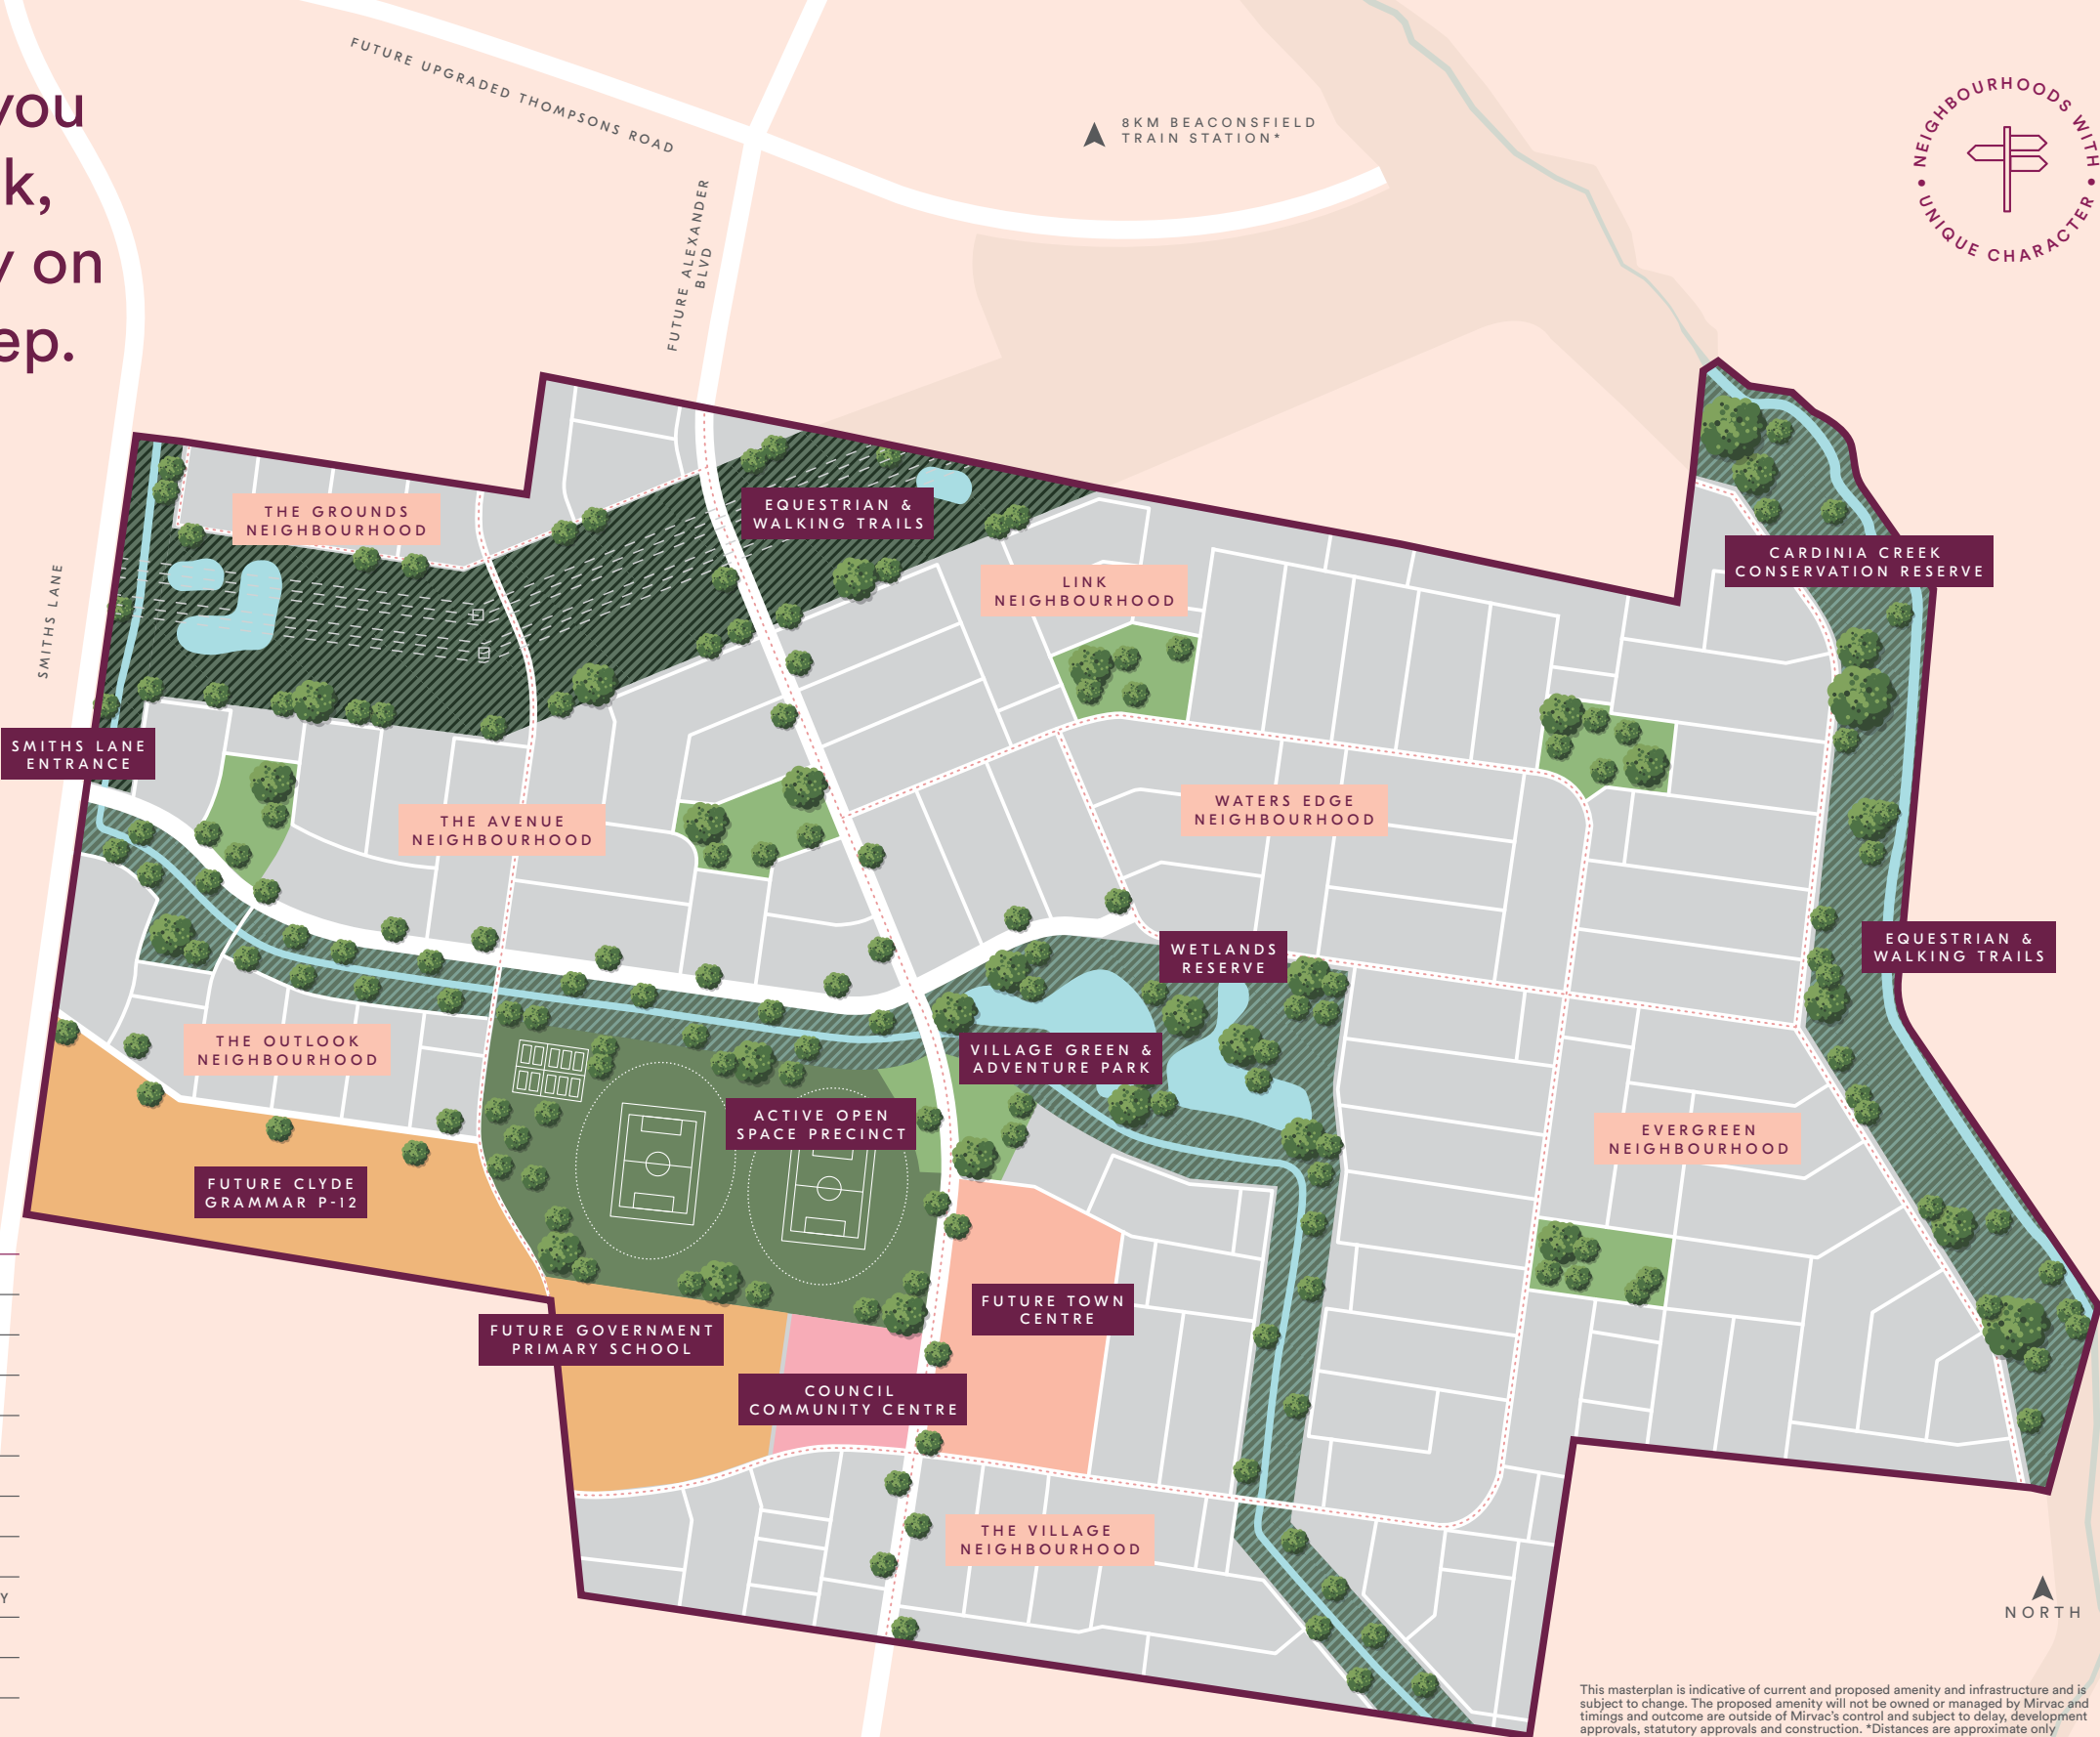 you
k,
y on
ep.
FUTURE UPGRADED THOMPSONS ROAD
8KM BEACONSFIELD
TRAIN STATION*
NEIGHBOURHOODS WITH
• UNIQUE CHARACTER •
FUTURE ALEXANDER
BLVD
SMITHS LANE
THE GROUNDS
NEIGHBOURHOOD
EQUESTRIAN &
WALKING TRAILS
LINK
NEIGHBOURHOOD
CARDINIA CREEK
CONSERVATION RESERVE
SMITHS LANE
ENTRANCE
THE AVENUE
NEIGHBOURHOOD
WATERS EDGE
NEIGHBOURHOOD
WETLANDS
RESERVE
EQUESTRIAN &
WALKING TRAILS
THE OUTLOOK
NEIGHBOURHOOD
VILLAGE GREEN &
ADVENTURE PARK
ACTIVE OPEN
SPACE PRECINCT
EVERGREEN
NEIGHBOURHOOD
FUTURE CLYDE
GRAMMAR P-12
FUTURE TOWN
CENTRE
FUTURE GOVERNMENT
PRIMARY SCHOOL
COUNCIL
COMMUNITY CENTRE
THE VILLAGE
NEIGHBOURHOOD
Y
NORTH
This masterplan is indicative of current and proposed amenity and infrastructure and is
subject to change. The proposed amenity will not be owned or managed by Mirvac and
timings and outcome are outside of Mirvac's control and subject to delay, development
approvals, statutory approvals and construction. *Distances are approximate only